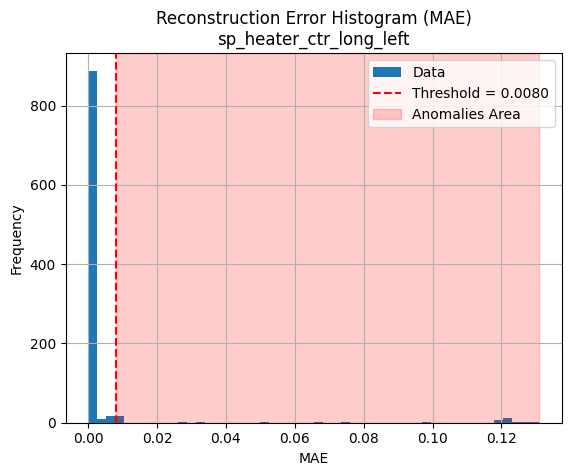 Reconstruction Error Histogram (MAE)
sp_heater_ctr_long_left
Data
Threshold = 0.0080
Anomalies Area
Frequency
800
600
400
200
0
0.00 0.02 0.04 0.06 0.08 0.10 0.12
MAE